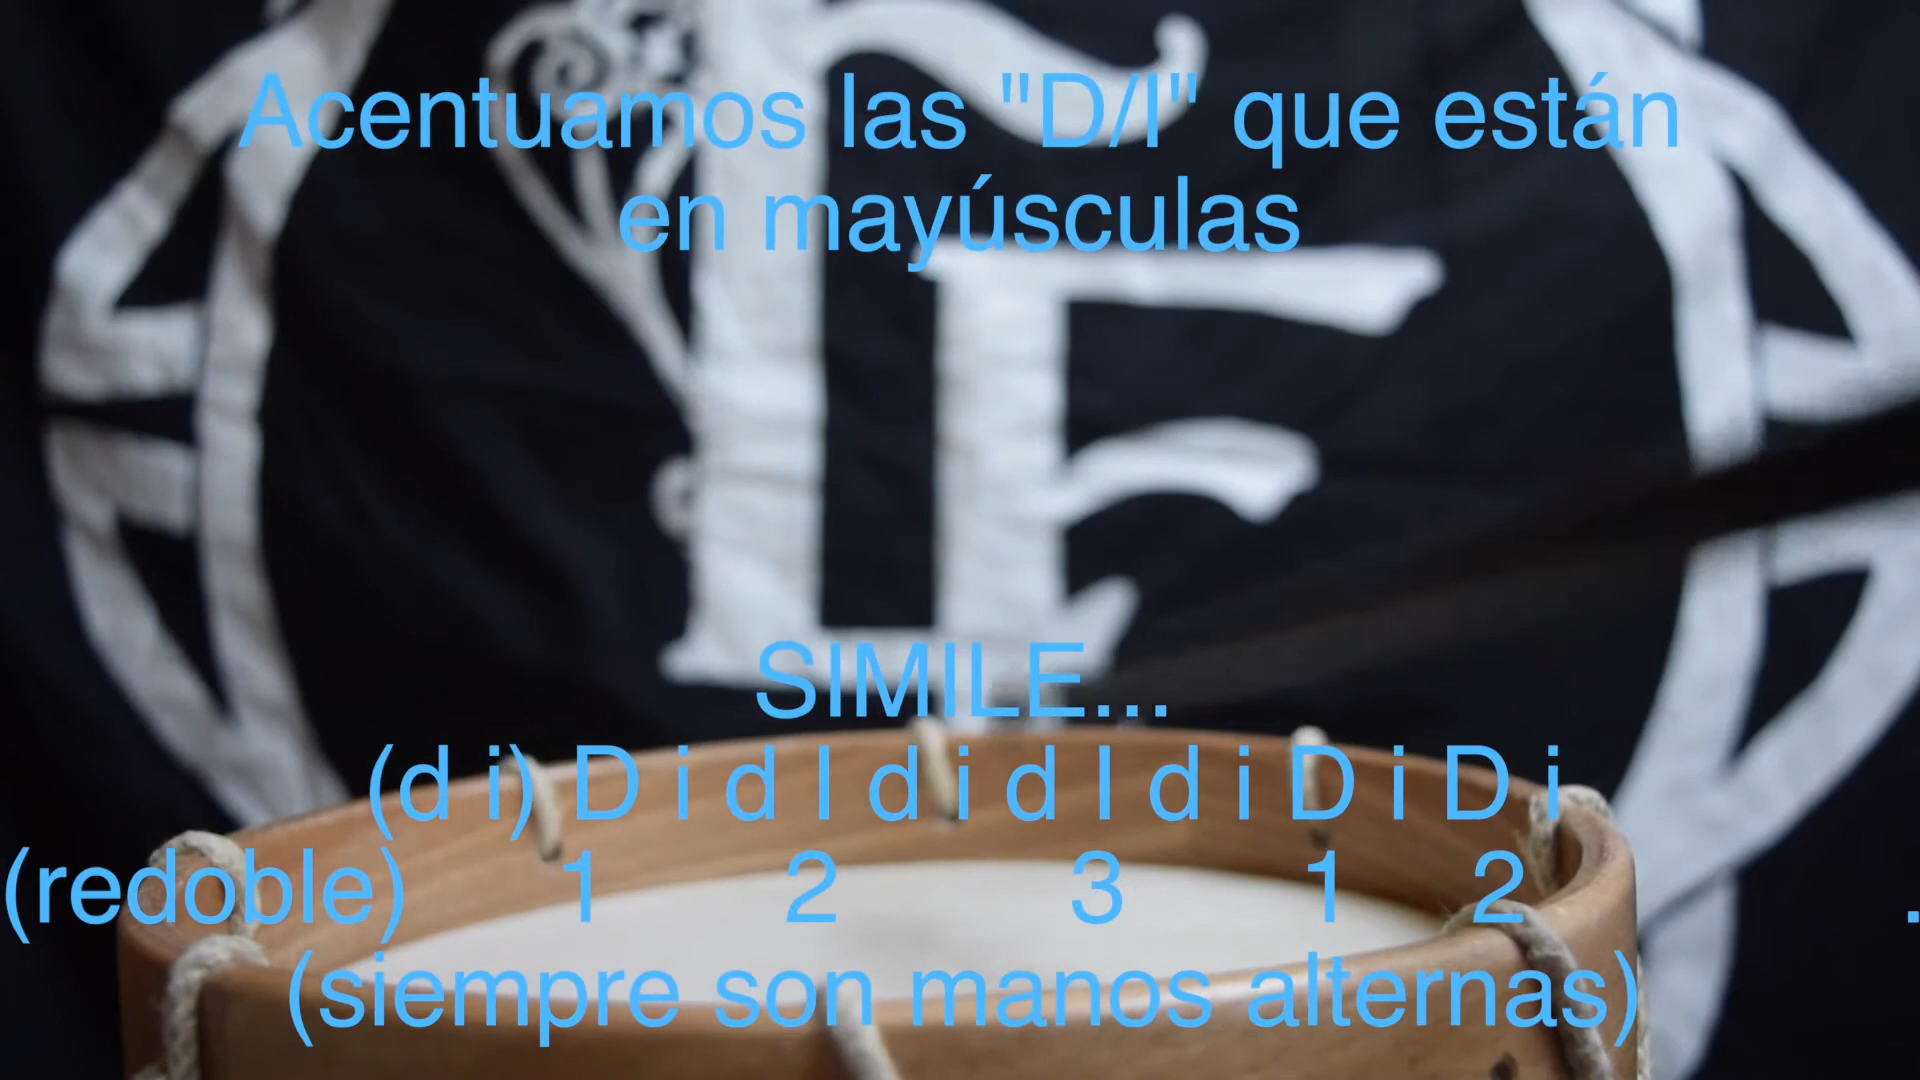 Acentuamos las "D/I" que están
en mayúsculas
SIMILE...
(d i) D i d I d i d I d i D i D i
(redoble) 1 2 3 1 2 .
(siempre son manos alternas)